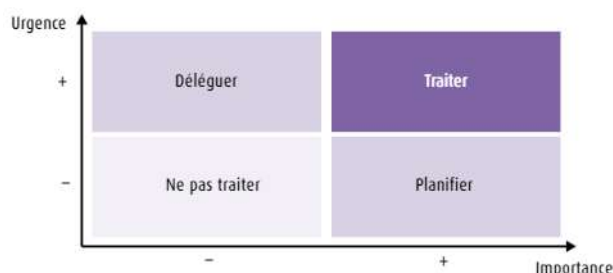 Urgence
+
Déléguer
Traiter
–
Ne pas traiter
Planifier
–
+
Importance